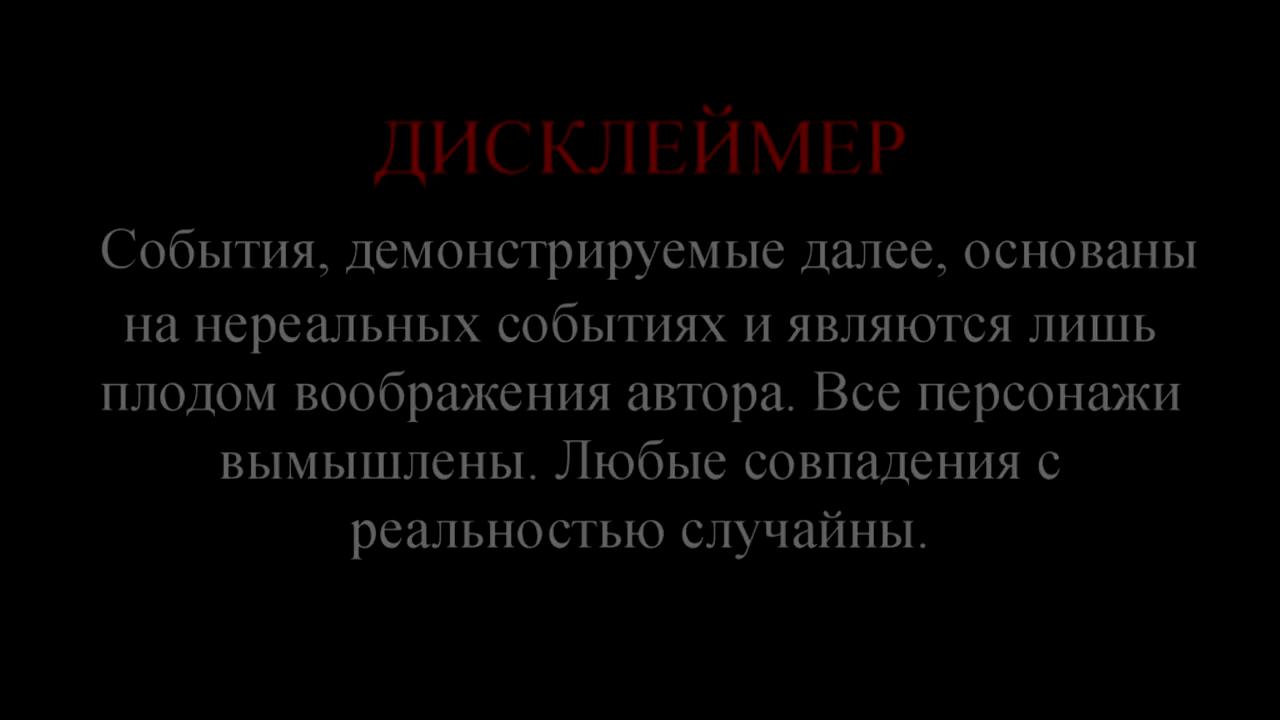 ДИСКЛЕЙМЕР
События, демонстрируемые далее, основаны
на нереальных событиях и являются лишь
плодом воображения автора. Все персонажи
вымышлены. Любые совпадения с
реальностью случайны.